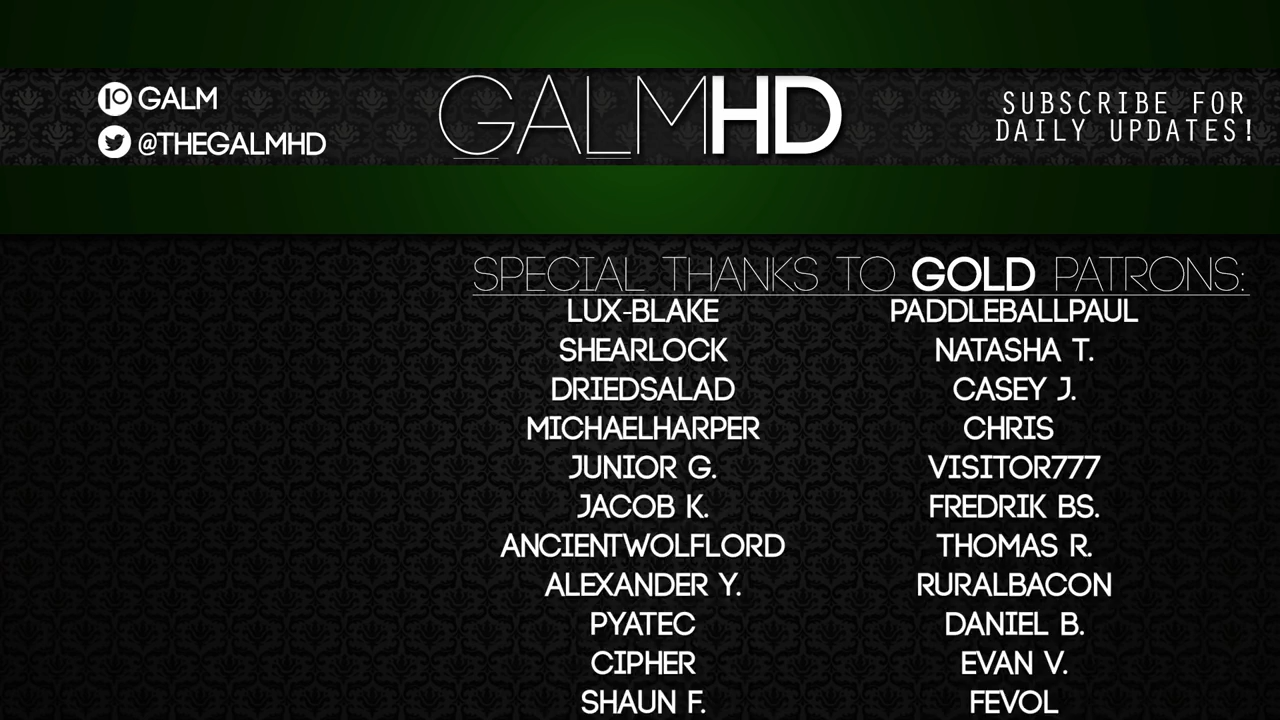 GALM
@THEGALMHD
GALMHD
SUBSCRIBE FOR
DAILY UPDATES!
SPECIAL THANKS TO GOLD PATRONS:
LUX-BLAKE
SHEARLOCK
DRIEDSALAD
MICHAELHARPER
JUNIOR G.
JACOB K.
ANCIENTWOLFLORD
ALEXANDER Y.
PYATEC
CIPHER
SHAUN F.
PADDLEBALLPAUL
NATASHA T.
CASEY J.
CHRIS
VISITOR777
FREDRIK BS.
THOMAS R.
RURALBACON
DANIEL B.
EVAN V.
FEVOL